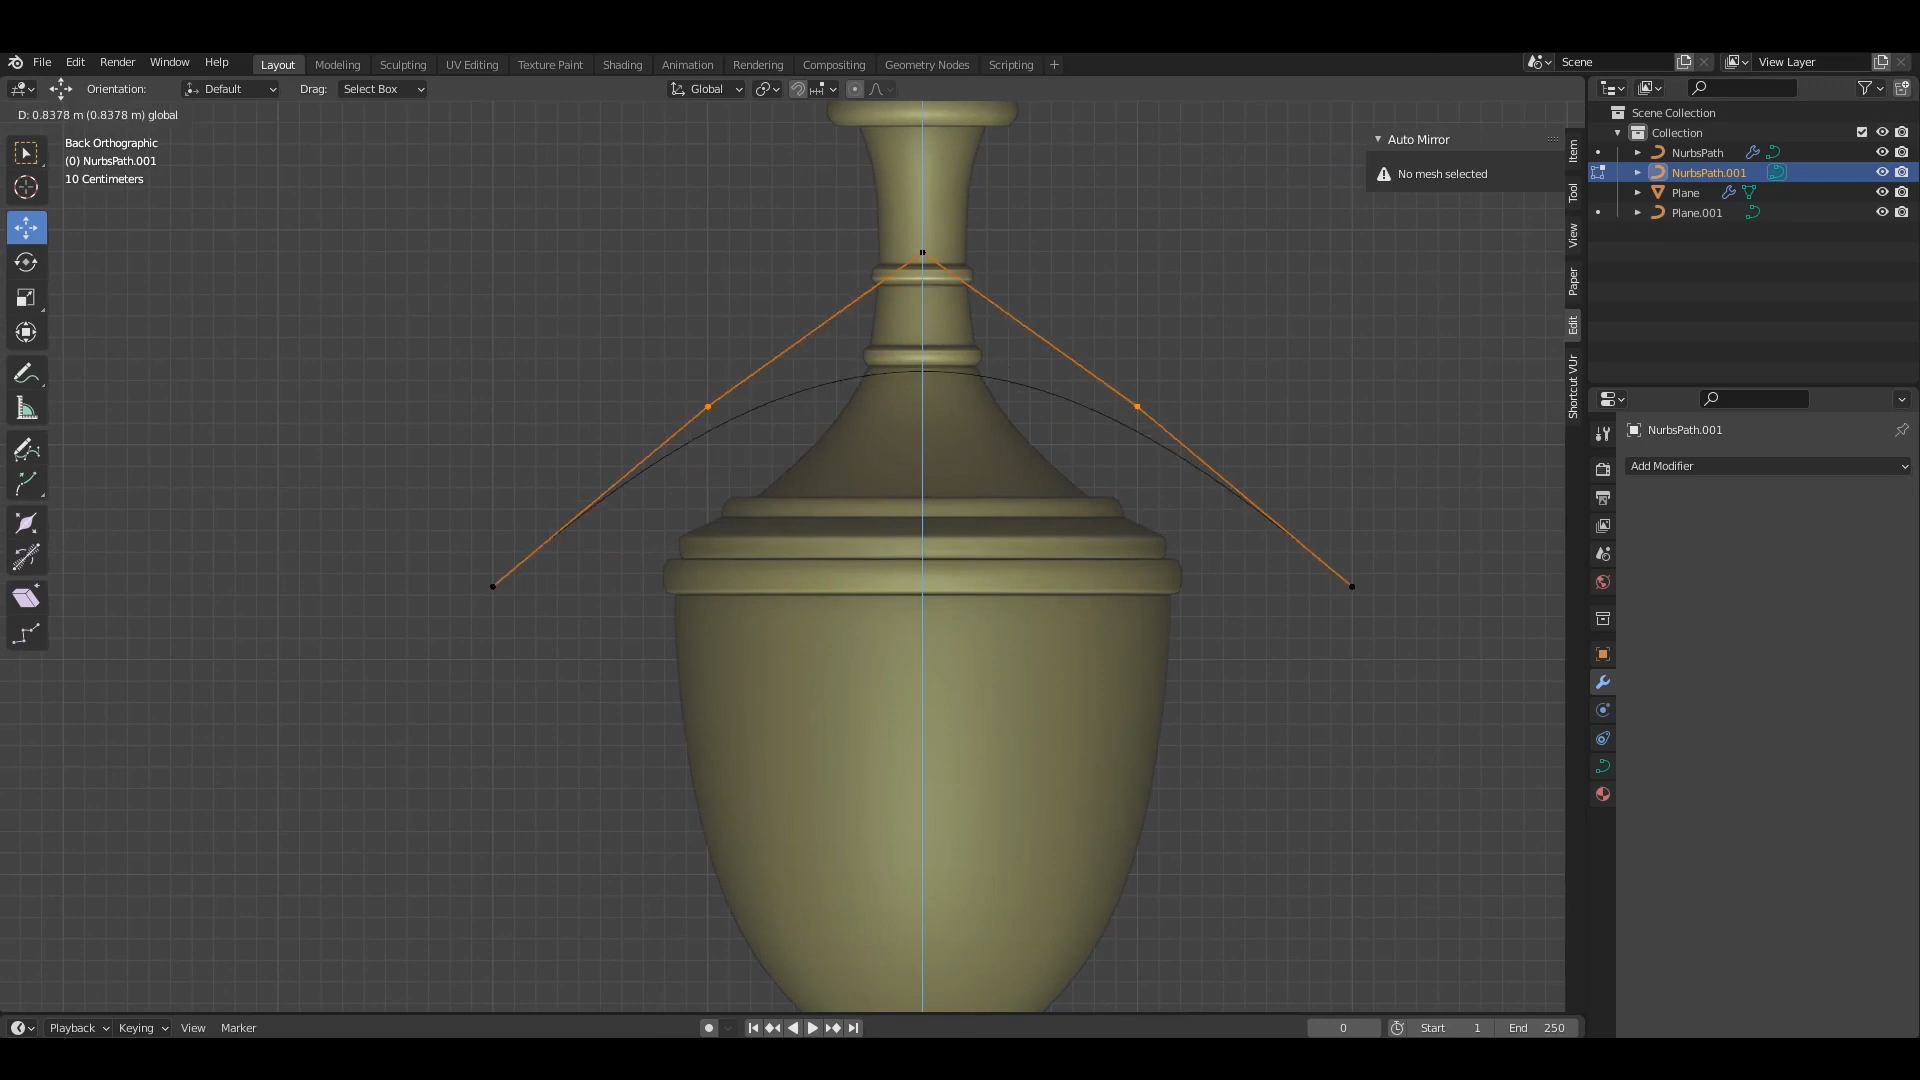 File Edit Render Window Help Layout Modeling Sculpting UV Editing Texture Paint Shading Animation Rendering Compositing Geometry Nodes Scripting + Scene View Layer
Orientation: Default Drag: Select Box Global
D: 0.8378 m (0.8378 m) global
Back Orthographic
(0) NurbsPath.001
10 Centimeters
Auto Mirror
No mesh selected
Item
Tool
View
Paper
Edit
Shortcut VUr
Scene Collection
Collection
NurbsPath
NurbsPath.001
Plane
Plane.001
NurbsPath.001
Add Modifier
Playback Keying View Marker 0 Start 1 End 250